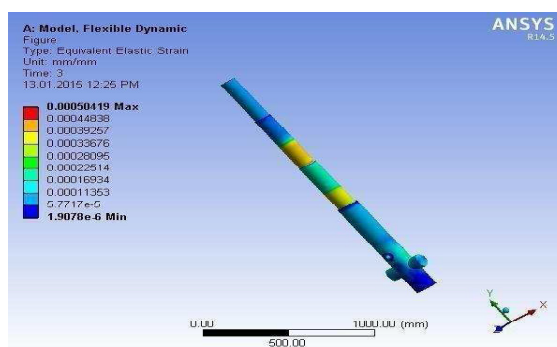 A: Model, Flexible Dynamic
Figure
Type: Equivalent Elastic Strain
Unit: mm/mm
Time: 3
13.01.2015 12:25 PM
0.00050419 Max
0.00044838
0.00039257
0.00033676
0.00028095
0.00022514
0.00016934
0.00011353
5.7717e-5
1.9078e-6 Min
ANSYS
R14.5
0.00
1000.00 (mm)
500.00
Y
X